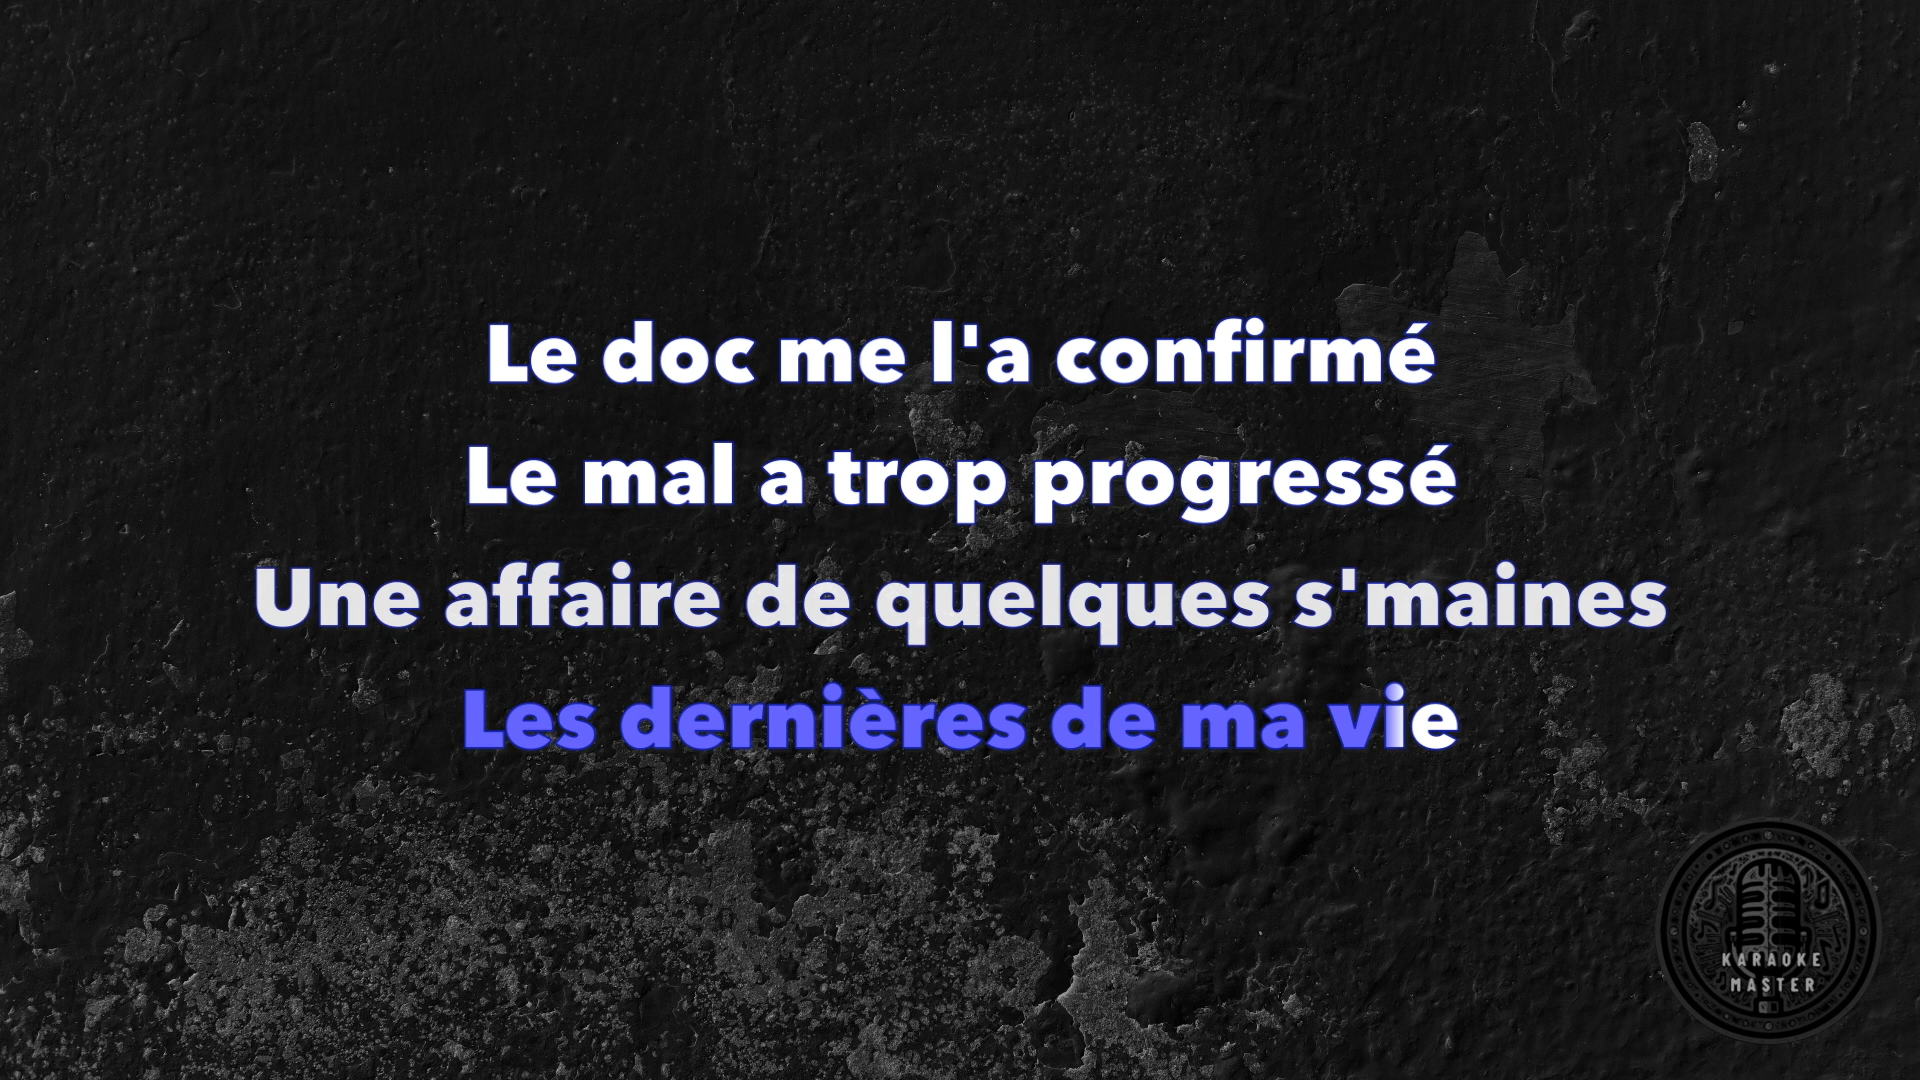 Le doc me l'a confirmé
Le mal a trop progressé
Une affaire de quelques s'maines
Les dernières de ma vie
KARAOKE
MASTER